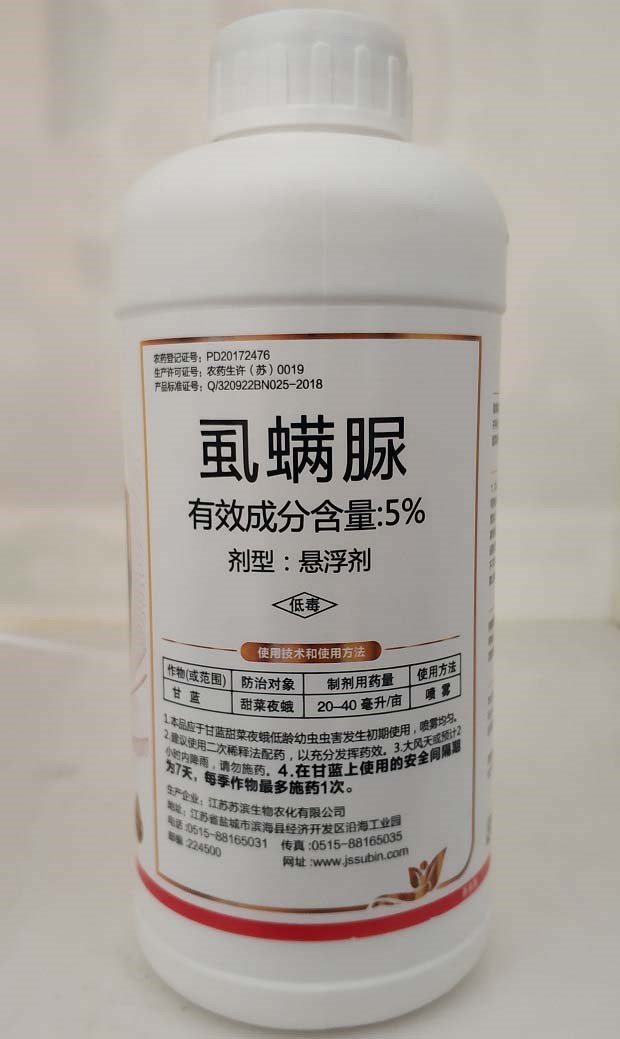 农药登记证号：PD20172476
生产许可证号：农药生许（苏）0019
产品标准证号：Q/320922BN025-2018
虱螨脲
有效成分含量:5%
剂型：悬浮剂
低毒
使用技术和使用方法
作物(或范围) 防治对象 制剂用药量 使用方法
甘蓝 甜菜夜蛾 20-40 毫升/亩 喷雾
1.本品应于甘蓝甜菜夜蛾低龄幼虫虫害发生初期使用，喷雾均匀。
2.建议使用二次稀释法配药，以充分发挥药效。3.大风天或预计2
小时内降雨，请勿施药。4.在甘蓝上使用的安全间隔期
为7天，每季作物最多施药1次。
生产企业：江苏苏滨生物农化有限公司
地址：江苏省盐城市滨海县经济开发区沿海工业园
电话:0515-88165031 传真:0515-88165035
邮编:224500
网址:www.jssubin.com